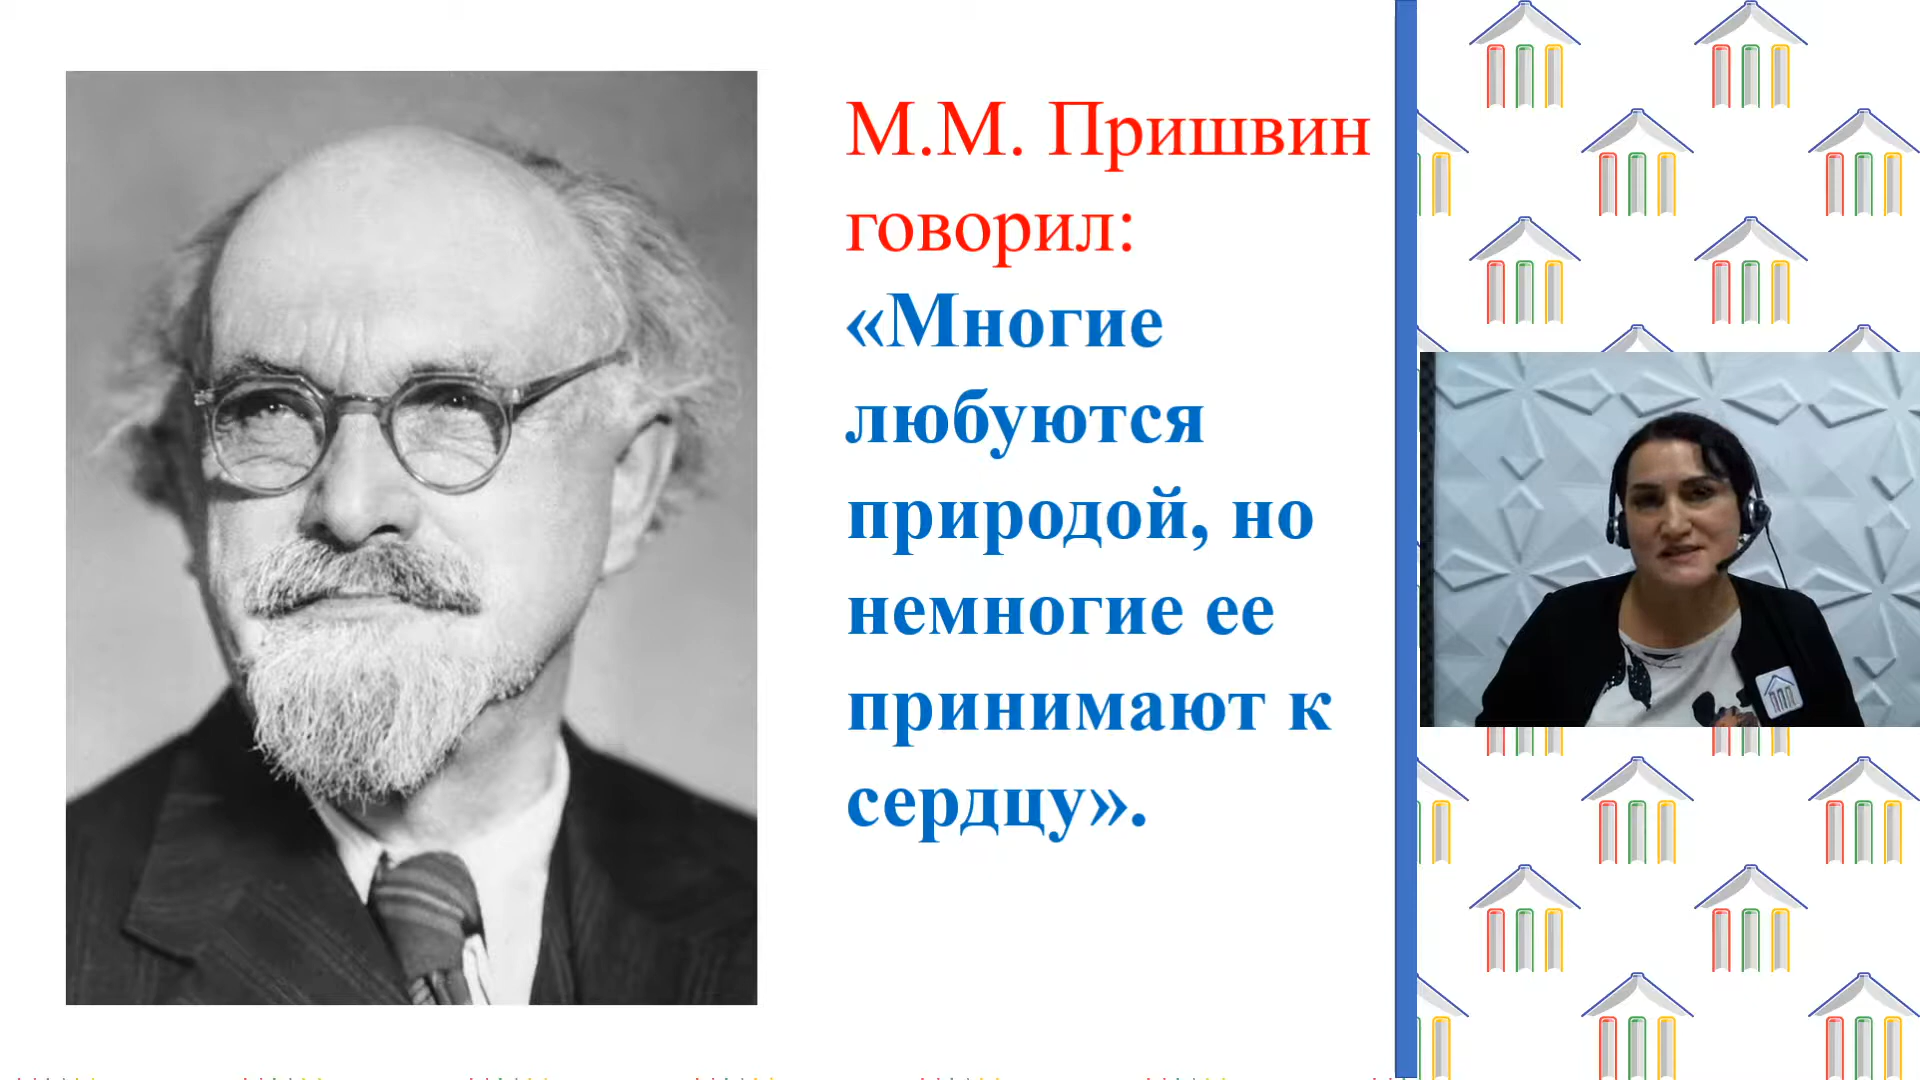 М.М. Пришвин
говорил:
«Многие
любуются
природой, но
немногие ее
принимают к
сердцу».